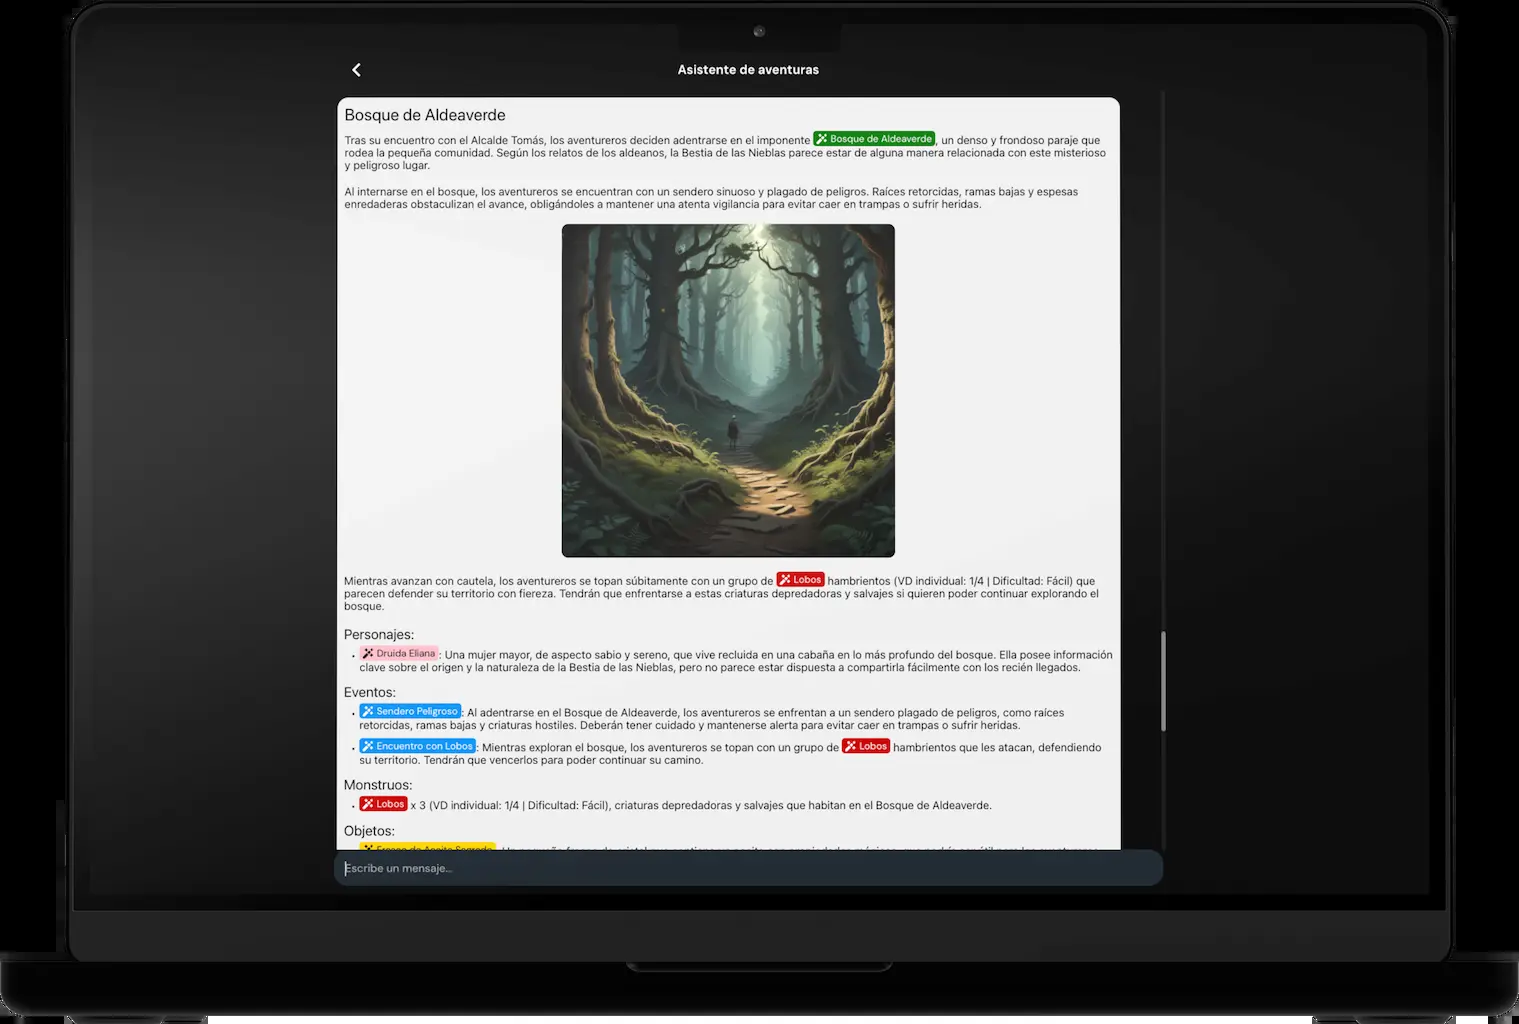 Asistente de aventuras
Bosque de Aldeaverde
Tras su encuentro con el Alcalde Tomás, los aventureros deciden adentrarse en el imponente Bosque de Aldeaverde, un denso y frondoso paraje que
rodea la pequeña comunidad. Según los relatos de los aldeanos, la Bestia de las Nieblas parece estar de alguna manera relacionada con este misterioso
y peligroso lugar.
Al internarse en el bosque, los aventureros se encuentran con un sendero sinuoso y plagado de peligros. Raíces retorcidas, ramas bajas y espesas
enredaderas obstaculizan el avance, obligándoles a mantener una atenta vigilancia para evitar caer en trampas o sufrir heridas.
Mientras avanzan con cautela, los aventureros se topan súbitamente con un grupo de Lobos hambrientos (VD individual: 1/4 | Dificultad: Fácil) que
parecen defender su territorio con fiereza. Tendrán que enfrentarse a estas criaturas depredadoras y salvajes si quieren poder continuar explorando el
bosque.
Personajes:
• Druida Eliana: Una mujer mayor, de aspecto sabio y sereno, que vive recluida en una cabaña en lo más profundo del bosque. Ella posee información
clave sobre el origen y la naturaleza de la Bestia de las Nieblas, pero no parece estar dispuesta a compartirla fácilmente con los recién llegados.
Eventos:
• Sendero Peligroso: Al adentrarse en el Bosque de Aldeaverde, los aventureros se enfrentan a un sendero plagado de peligros, como raíces
retorcidas, ramas bajas y criaturas hostiles. Deberán tener cuidado y mantenerse alerta para evitar caer en trampas o sufrir heridas.
• Encuentro con Lobos: Mientras exploran el bosque, los aventureros se topan con un grupo de Lobos hambrientos que les atacan, defendiendo
su territorio. Tendrán que vencerlos para poder continuar su camino.
Monstruos:
• Lobos x 3 (VD individual: 1/4 | Dificultad: Fácil), criaturas depredadoras y salvajes que habitan en el Bosque de Aldeaverde.
Objetos:
Escribe un mensaje...